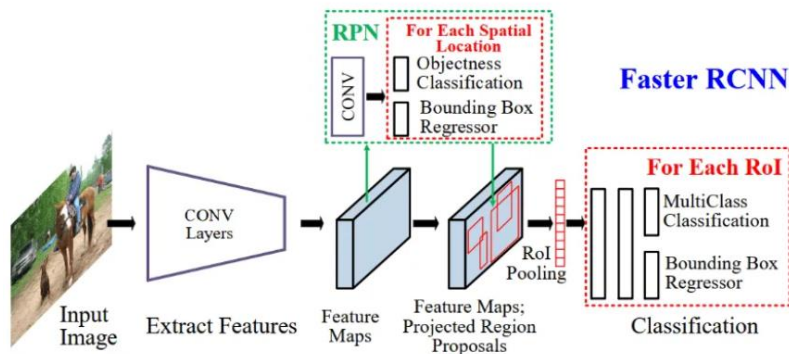 RPN
For Each Spatial
Location
CONV
Objectness
Classification
Bounding Box
Regressor
Faster RCNN
For Each RoI
CONV
Layers
MultiClass
Classification
Bounding Box
Regressor
RoI
Pooling
Input
Image
Extract Features
Feature
Maps
Feature Maps;
Projected Region
Proposals
Classification